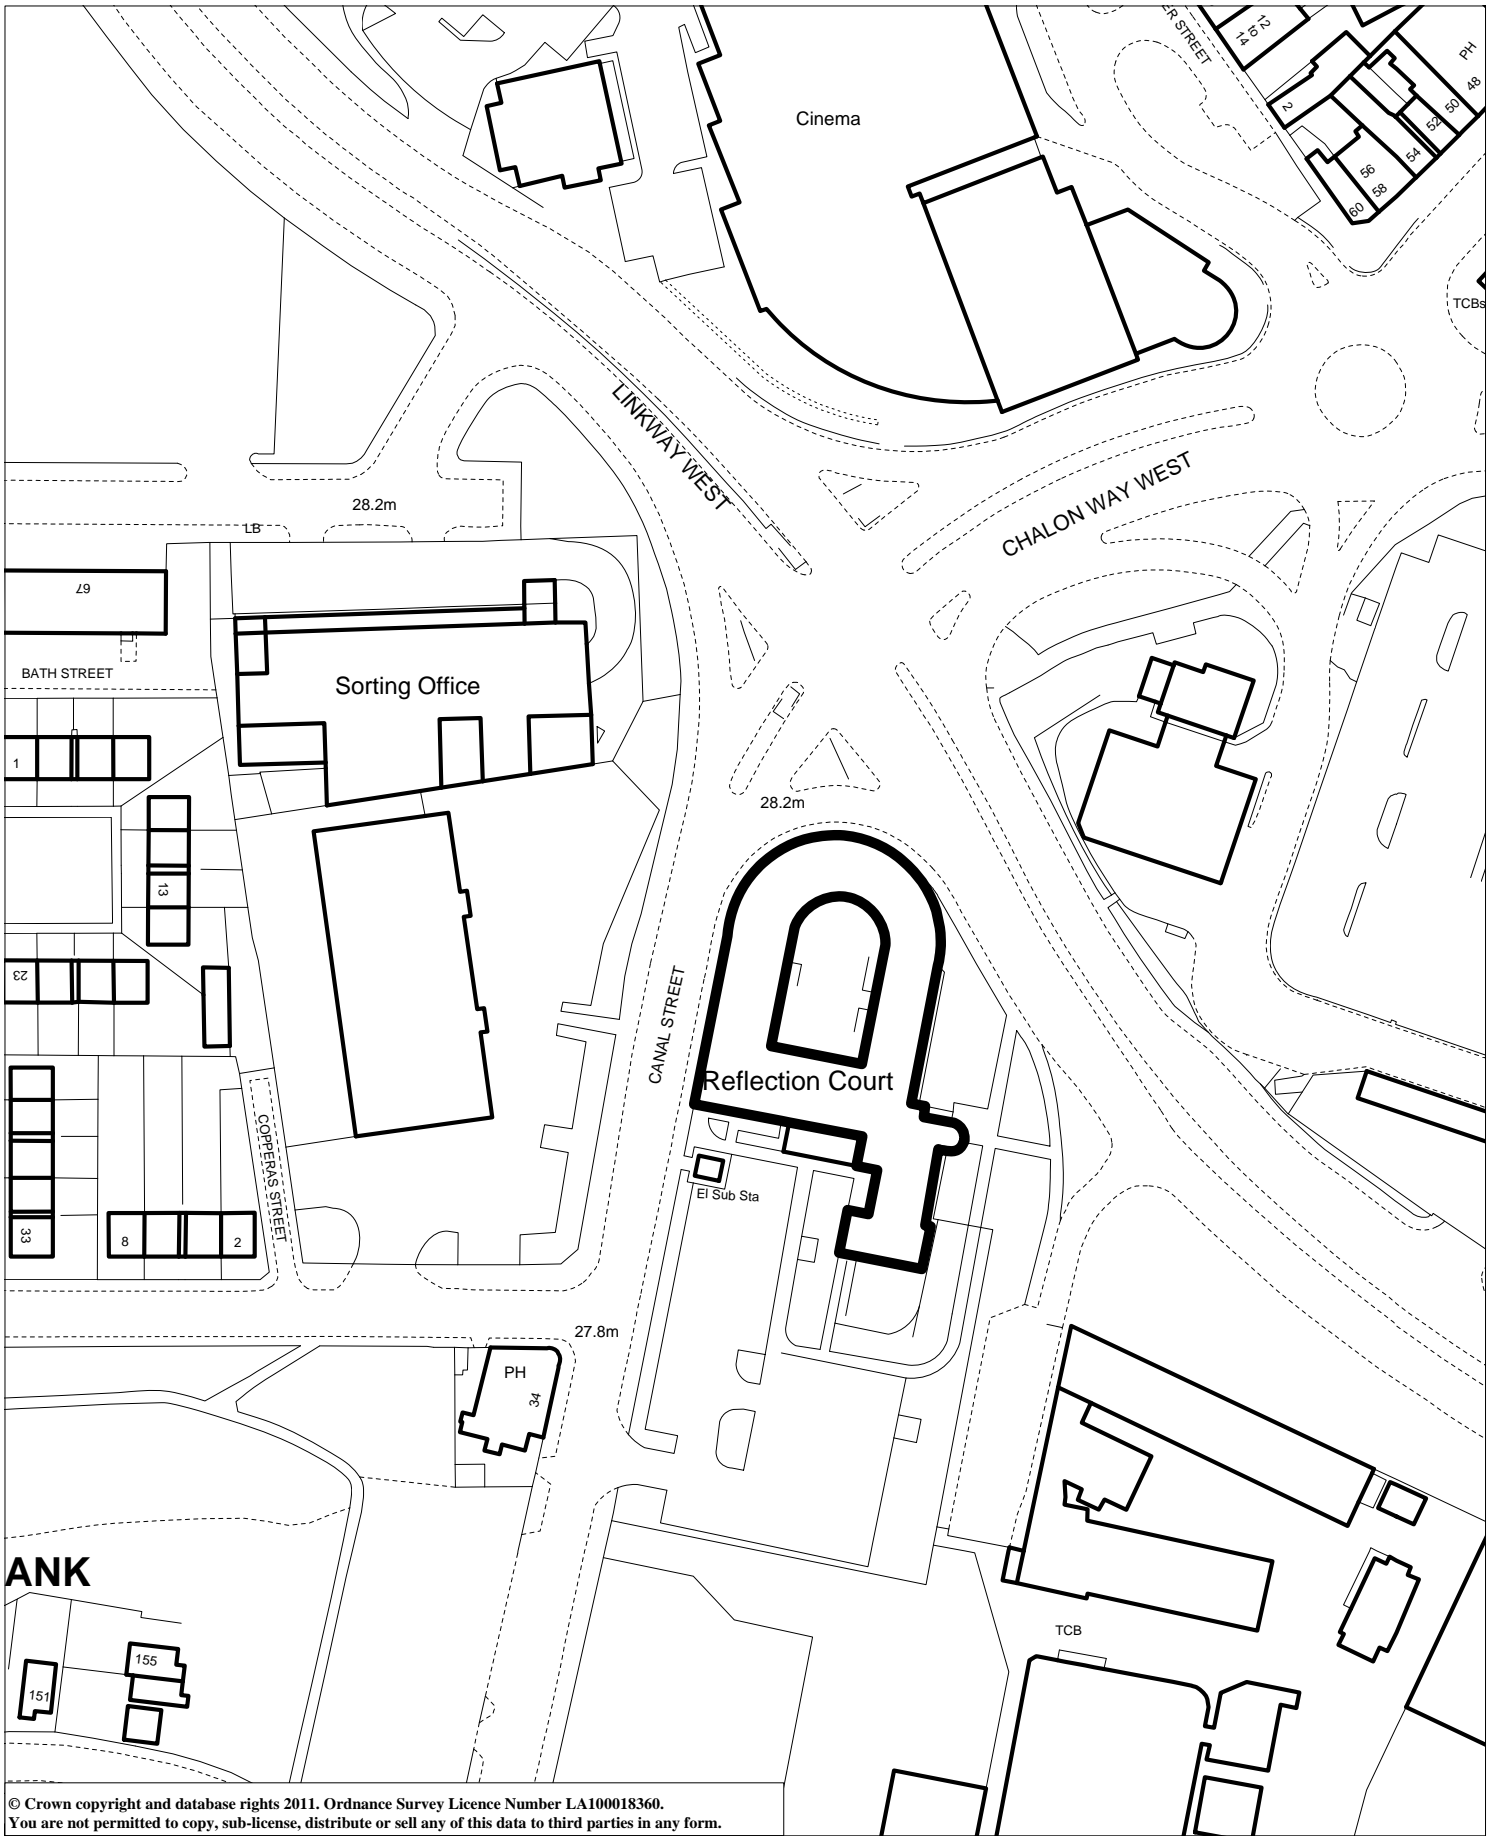 ER STREET
12
to
14
PH
48
50
52
54
56
58
60
2
Cinema
TCBs
LINKWAY WEST
CHALON WAY WEST
28.2m
LB
67
BATH STREET
Sorting Office
1
13
23
28.2m
CANAL STREET
Reflection Court
El Sub Sta
COPPERAS STREET
33
8
2
27.8m
PH
34
ANK
155
151
TCB
© Crown copyright and database rights 2011. Ordnance Survey Licence Number LA100018360.
You are not permitted to copy, sub-license, distribute or sell any of this data to third parties in any form.